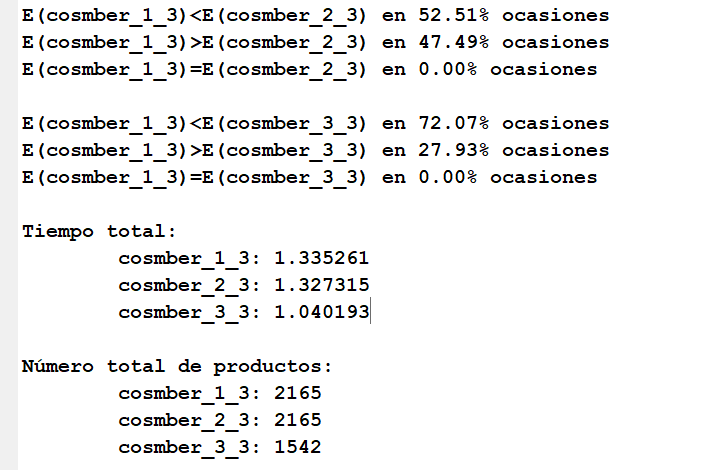 E(cosmber_1_3)<E(cosmber_2_3) en 52.51% ocasiones
E(cosmber_1_3)>E(cosmber_2_3) en 47.49% ocasiones
E(cosmber_1_3)=E(cosmber_2_3) en 0.00% ocasiones
E(cosmber_1_3)<E(cosmber_3_3) en 72.07% ocasiones
E(cosmber_1_3)>E(cosmber_3_3) en 27.93% ocasiones
E(cosmber_1_3)=E(cosmber_3_3) en 0.00% ocasiones
Tiempo total:
cosmber_1_3: 1.335261
cosmber_2_3: 1.327315
cosmber_3_3: 1.040193
Número total de productos:
cosmber_1_3: 2165
cosmber_2_3: 2165
cosmber_3_3: 1542